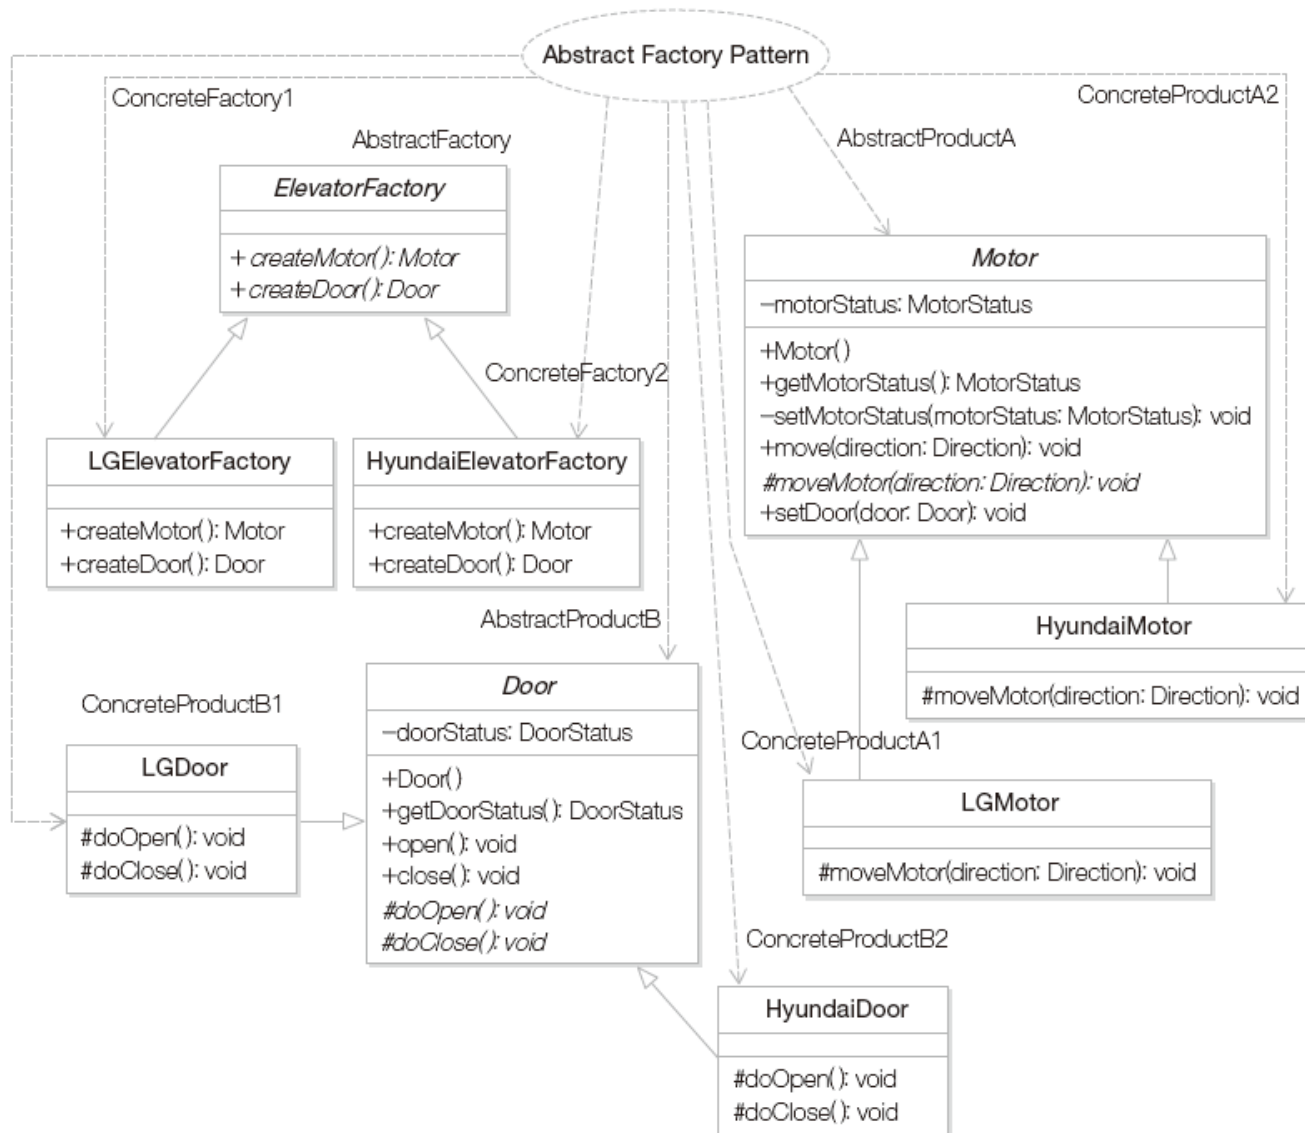 Abstract Factory Pattern
ConcreteFactory1
ConcreteProductA2
AbstractFactory
AbstractProductA
ElevatorFactory
+ createMotor(): Motor
+ createDoor(): Door
Motor
–motorStatus: MotorStatus
+Motor()
+getMotorStatus(): MotorStatus
–setMotorStatus(motorStatus: MotorStatus): void
+move(direction: Direction): void
#moveMotor(direction: Direction): void
+setDoor(door: Door): void
ConcreteFactory2
LGElevatorFactory
+createMotor(): Motor
+createDoor(): Door
HyundaiElevatorFactory
+createMotor(): Motor
+createDoor(): Door
AbstractProductB
HyundaiMotor
#moveMotor(direction: Direction): void
ConcreteProductB1
Door
–doorStatus: DoorStatus
+Door()
+getDoorStatus(): DoorStatus
+open(): void
+close(): void
#doOpen(): void
#doClose(): void
LGDoor
#doOpen(): void
#doClose(): void
ConcreteProductA1
LGMotor
#moveMotor(direction: Direction): void
ConcreteProductB2
HyundaiDoor
#doOpen(): void
#doClose(): void